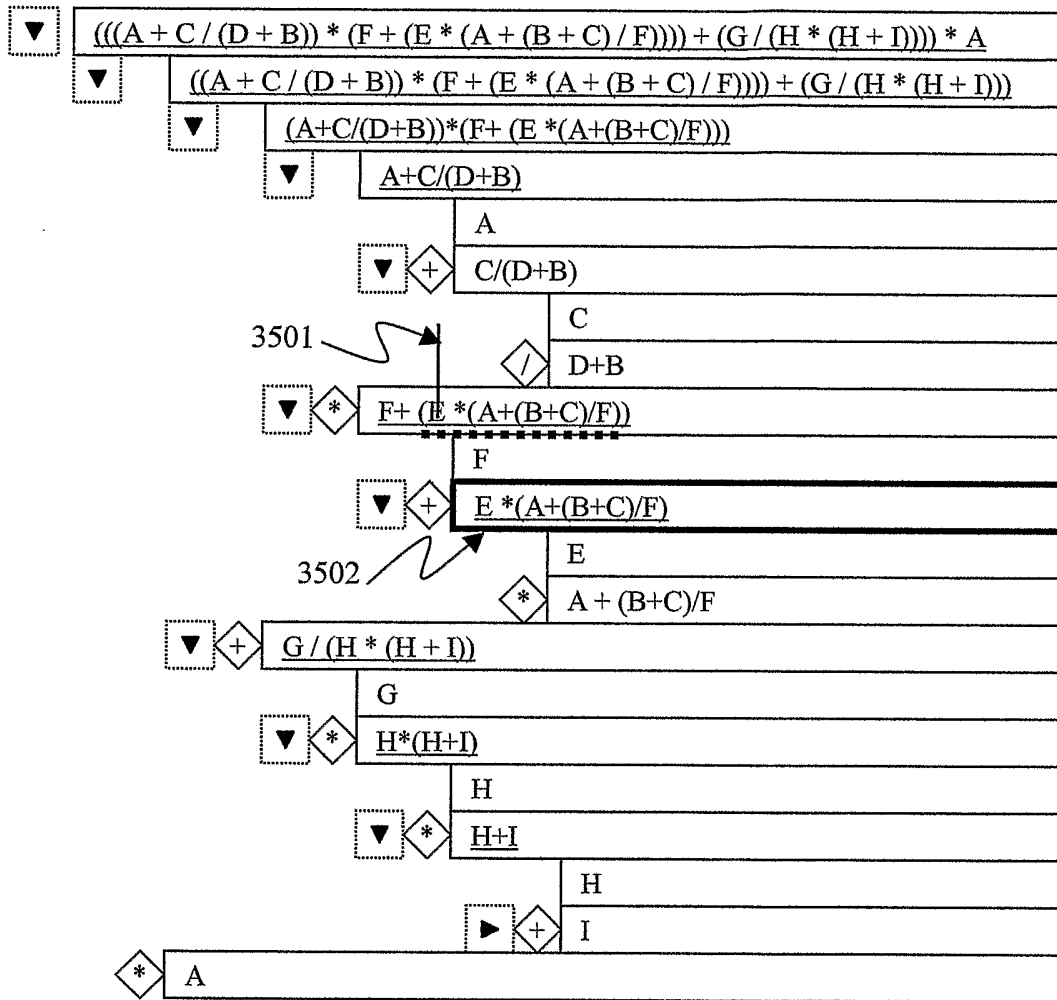 ▼ (((A + C / (D + B)) * (F + (E * (A + (B + C) / F)))) + (G / (H * (H + I)))) * A
▼ ((A + C / (D + B)) * (F + (E * (A + (B + C) / F)))) + (G / (H * (H + I)))
▼ (A+C/(D+B))*(F+ (E *(A+(B+C)/F)))
▼ A+C/(D+B)
A
▼ + C/(D+B)
C
3501
/ D+B
▼ * F+ (E *(A+(B+C)/F))
F
▼ + E *(A+(B+C)/F)
E
3502
* A + (B+C)/F
▼ + G / (H * (H + I))
G
▼ * H*(H+I)
H
▼ * H+I
H
► + I
* A